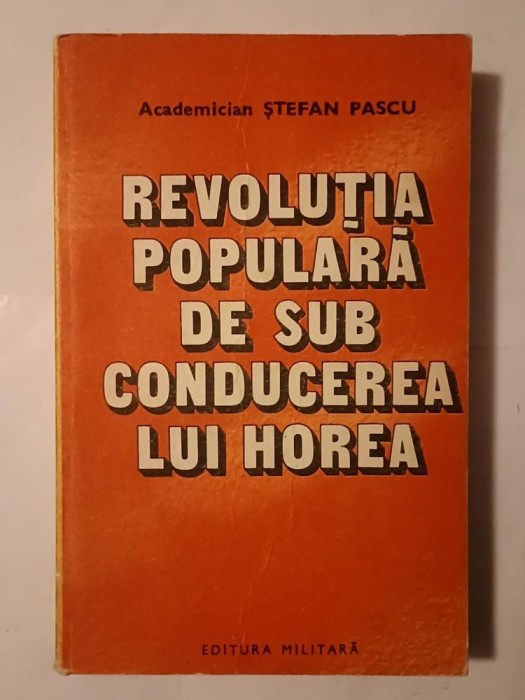 Academician ŞTEFAN PASCU
REVOLUŢIA
POPULARĂ
DE SUB
CONDUCEREA
LUI HOREA
EDITURA MILITARĂ